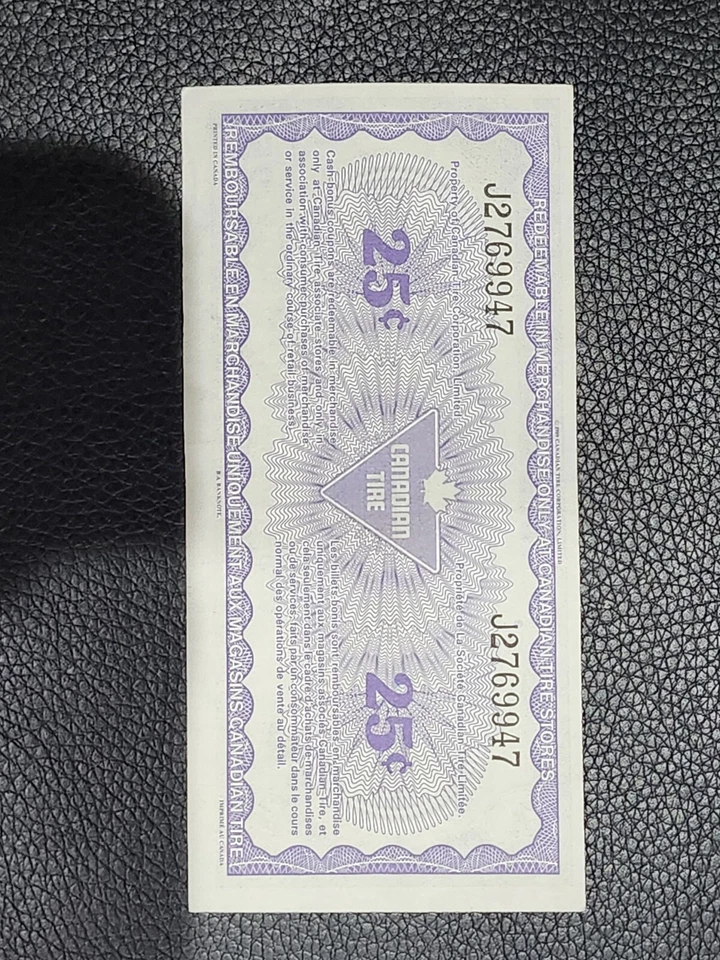 REDEEMABLE IN MERCHANDISE ONLY AT CANADIAN TIRE STORES
J2769947
J2769947
Property of Canadian Tire Corporation, Limited
Propriété de La Société Canadian Tire Limitée.
25¢
25¢
CANADIAN
TIRE
Cash bonus coupons are redeemable in merchandise
only at Canadian Tire associate stores and only in
association with consumer purchases of merchandise
or service in the ordinary course of retail business.
Les billets bonis sont remboursables en marchandise
uniquement aux magasins associés Canadian Tire, et
ce seulement dans le cadre d'achats de marchandises
ou de services faits par un consommateur dans le cours
normal des opérations de vente au détail.
REMBOURSABLE EN MARCHANDISE UNIQUEMENT AUX MAGASINS CANADIAN TIRE
PRINTED IN CANADA
BA BANKNOTE
IMPRIMÉ AU CANADA